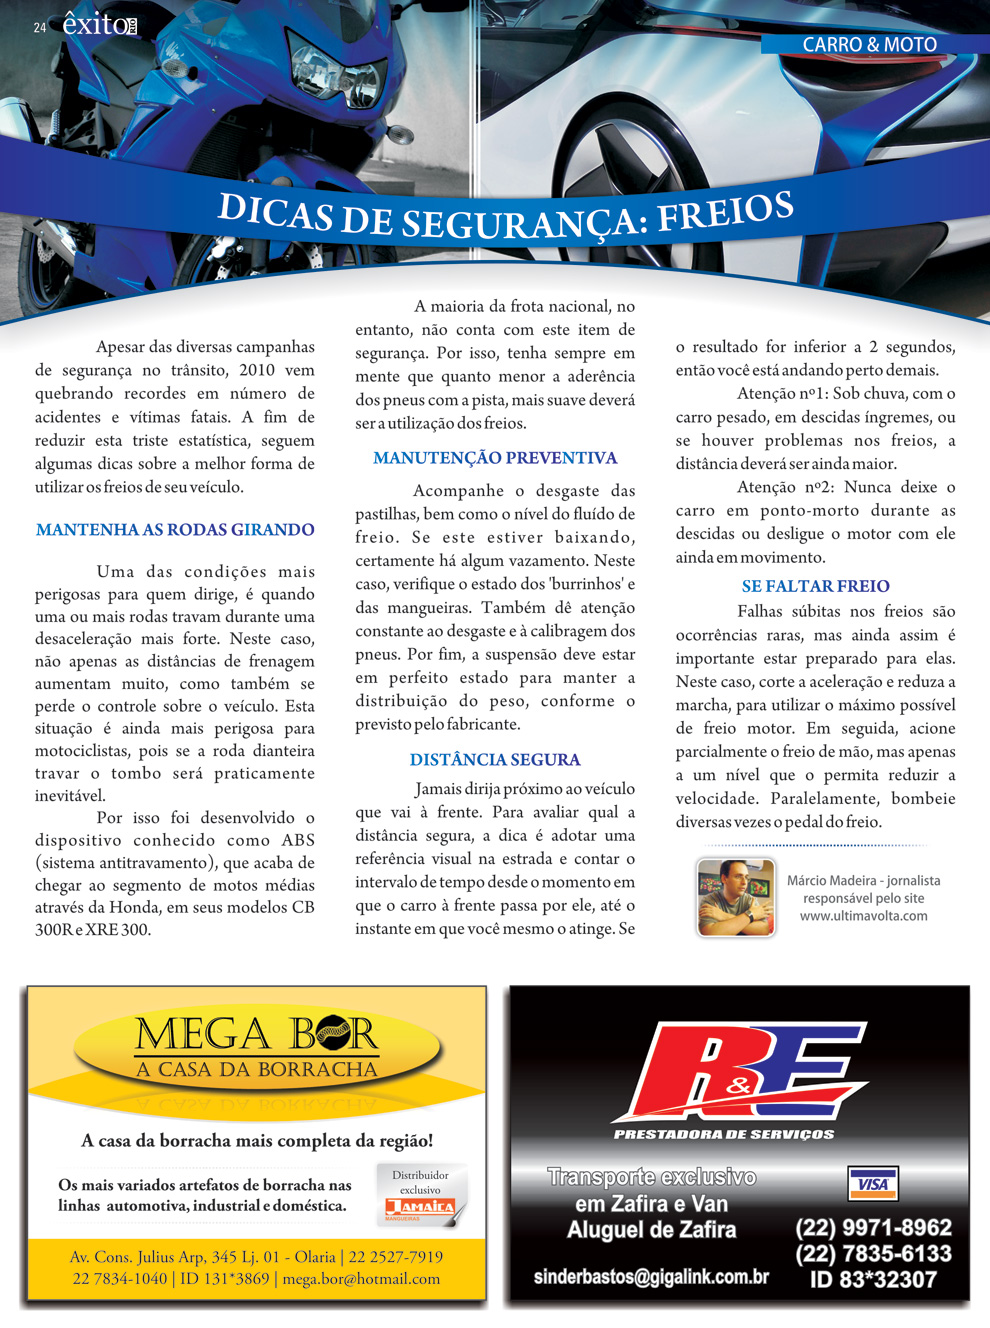 24
êxito RIO
CARRO & MOTO
DICAS DE SEGURANÇA: FREIOS
Apesar das diversas campanhas
de segurança no trânsito, 2010 vem
quebrando recordes em número de
acidentes e vítimas fatais. A fim de
reduzir esta triste estatística, seguem
algumas dicas sobre a melhor forma de
utilizar os freios de seu veículo.
MANTENHA AS RODAS GIRANDO
Uma das condições mais
perigosas para quem dirige, é quando
uma ou mais rodas travam durante uma
desaceleração mais forte. Neste caso,
não apenas as distâncias de frenagem
aumentam muito, como também se
perde o controle sobre o veículo. Esta
situação é ainda mais perigosa para
motociclistas, pois se a roda dianteira
travar o tombo será praticamente
inevitável.
Por isso foi desenvolvido o
dispositivo conhecido como ABS
(sistema antitravamento), que acaba de
chegar ao segmento de motos médias
através da Honda, em seus modelos CB
300R e XRE 300.
A maioria da frota nacional, no
entanto, não conta com este item de
segurança. Por isso, tenha sempre em
mente que quanto menor a aderência
dos pneus com a pista, mais suave deverá
ser a utilização dos freios.
MANUTENÇÃO PREVENTIVA
Acompanhe o desgaste das
pastilhas, bem como o nível do fluído de
freio. Se este estiver baixando,
certamente há algum vazamento. Neste
caso, verifique o estado dos 'burrinhos' e
das mangueiras. Também dê atenção
constante ao desgaste e à calibragem dos
pneus. Por fim, a suspensão deve estar
em perfeito estado para manter a
distribuição do peso, conforme o
previsto pelo fabricante.
DISTÂNCIA SEGURA
Jamais dirija próximo ao veículo
que vai à frente. Para avaliar qual a
distância segura, a dica é adotar uma
referência visual na estrada e contar o
intervalo de tempo desde o momento em
que o carro à frente passa por ele, até o
instante em que você mesmo o atinge. Se
o resultado for inferior a 2 segundos,
então você está andando perto demais.
Atenção nº1: Sob chuva, com o
carro pesado, em descidas íngremes, ou
se houver problemas nos freios, a
distância deverá ser ainda maior.
Atenção nº2: Nunca deixe o
carro em ponto-morto durante as
descidas ou desligue o motor com ele
ainda em movimento.
SE FALTAR FREIO
Falhas súbitas nos freios são
ocorrências raras, mas ainda assim é
importante estar preparado para elas.
Neste caso, corte a aceleração e reduza a
marcha, para utilizar o máximo possível
de freio motor. Em seguida, acione
parcialmente o freio de mão, mas apenas
a um nível que o permita reduzir a
velocidade. Paralelamente, bombeie
diversas vezes o pedal do freio.
Márcio Madeira - jornalista
responsável pelo site
www.ultimavolta.com
MEGA BOR
A CASA DA BORRACHA
A casa da borracha mais completa da região!
Os mais variados artefatos de borracha nas
linhas automotiva, industrial e doméstica.
Distribuidor
exclusivo
JAMAICA
MANGUEIRAS
Av. Cons. Julius Arp, 345 Lj. 01 - Olaria | 22 2527-7919
22 7834-1040 | ID 131*3869 | mega.bor@hotmail.com
R&E
PRESTADORA DE SERVIÇOS
Transporte exclusivo
em Zafira e Van
Aluguel de Zafira
sinderbastos@gigalink.com.br
VISA
(22) 9971-8962
(22) 7835-6133
ID 83*32307